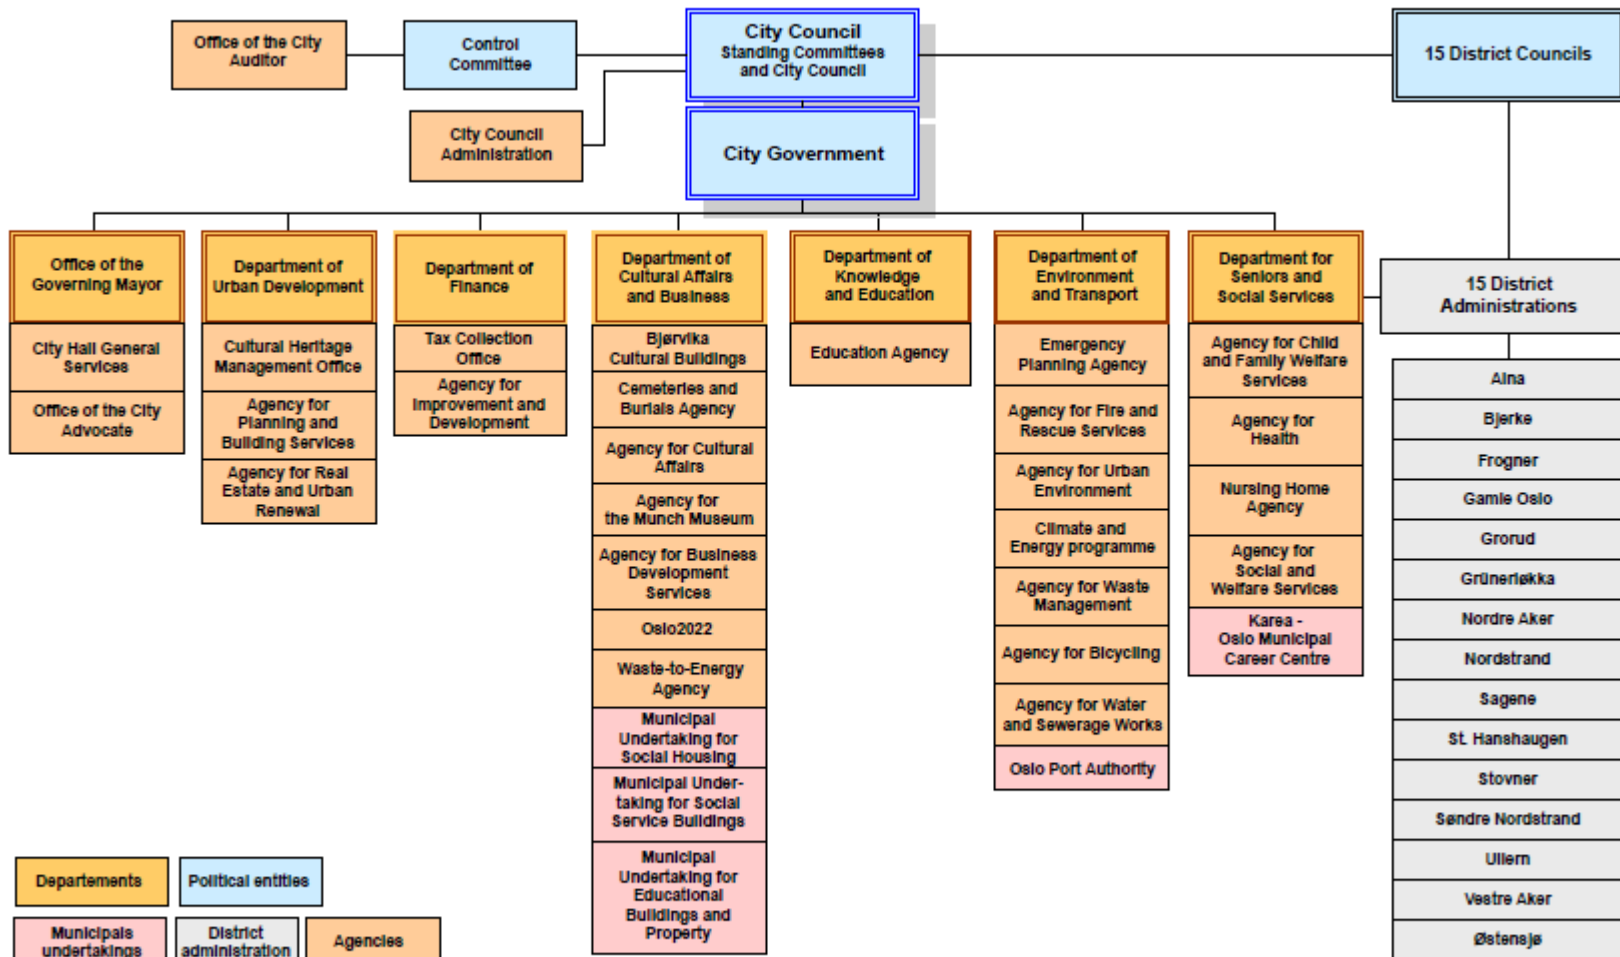 Office of the City
Auditor
Control
Committee
City Council
Standing Committees
and City Council
15 District Councils
City Council
Administration
City Government
Office of the
Governing Mayor
City Hall General
Services
Office of the City
Advocate
Department of
Urban Development
Cultural Heritage
Management Office
Agency for
Planning and
Building Services
Agency for Real
Estate and Urban
Renewal
Department of
Finance
Tax Collection
Office
Agency for
Improvement and
Development
Department of
Cultural Affairs
and Business
Bjørvika
Cultural Buildings
Cemeteries and
Burials Agency
Agency for Cultural
Affairs
Agency for
the Munch Museum
Agency for Business
Development
Services
Oslo2022
Waste-to-Energy
Agency
Municipal
Undertaking for
Social Housing
Municipal Under-
taking for Social
Service Buildings
Municipal
Undertaking for
Educational
Buildings and
Property
Department of
Knowledge
and Education
Education Agency
Department of
Environment
and Transport
Emergency
Planning Agency
Agency for Fire and
Rescue Services
Agency for Urban
Environment
Climate and
Energy programme
Agency for Waste
Management
Agency for Bicycling
Agency for Water
and Sewerage Works
Oslo Port Authority
Department for
Seniors and
Social Services
Agency for Child
and Family Welfare
Services
Agency for
Health
Nursing Home
Agency
Agency for
Social and
Welfare Services
Karea -
Oslo Municipal
Career Centre
15 District
Administrations
Alna
Bjerke
Frogner
Gamle Oslo
Grorud
Grünerløkka
Nordre Aker
Nordstrand
Sagene
St. Hanshaugen
Stovner
Søndre Nordstrand
Ullern
Vestre Aker
Østensjø
Departements
Political entities
Municipals
undertakings
District
administration
Agencies